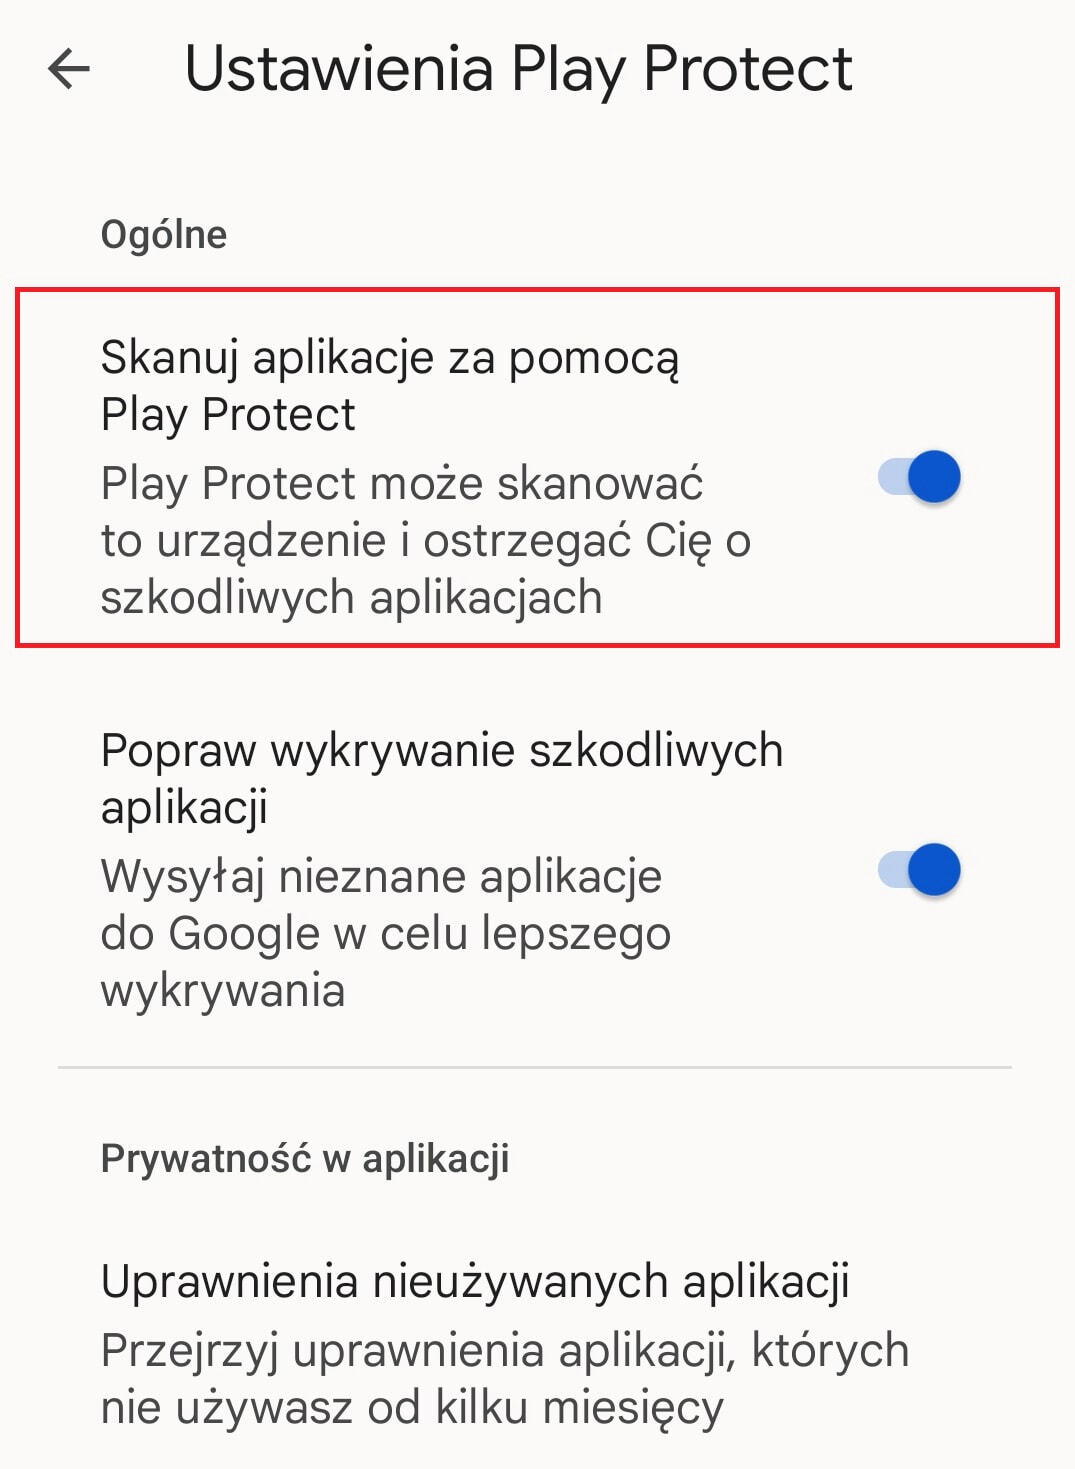 Ustawienia Play Protect
Ogólne
Skanuj aplikacje za pomocą
Play Protect
Play Protect może skanować
to urządzenie i ostrzegać Cię o
szkodliwych aplikacjach
Popraw wykrywanie szkodliwych
aplikacji
Wysyłaj nieznane aplikacje
do Google w celu lepszego
wykrywania
Prywatność w aplikacji
Uprawnienia nieużywanych aplikacji
Przejrzyj uprawnienia aplikacji, których
nie używasz od kilku miesięcy